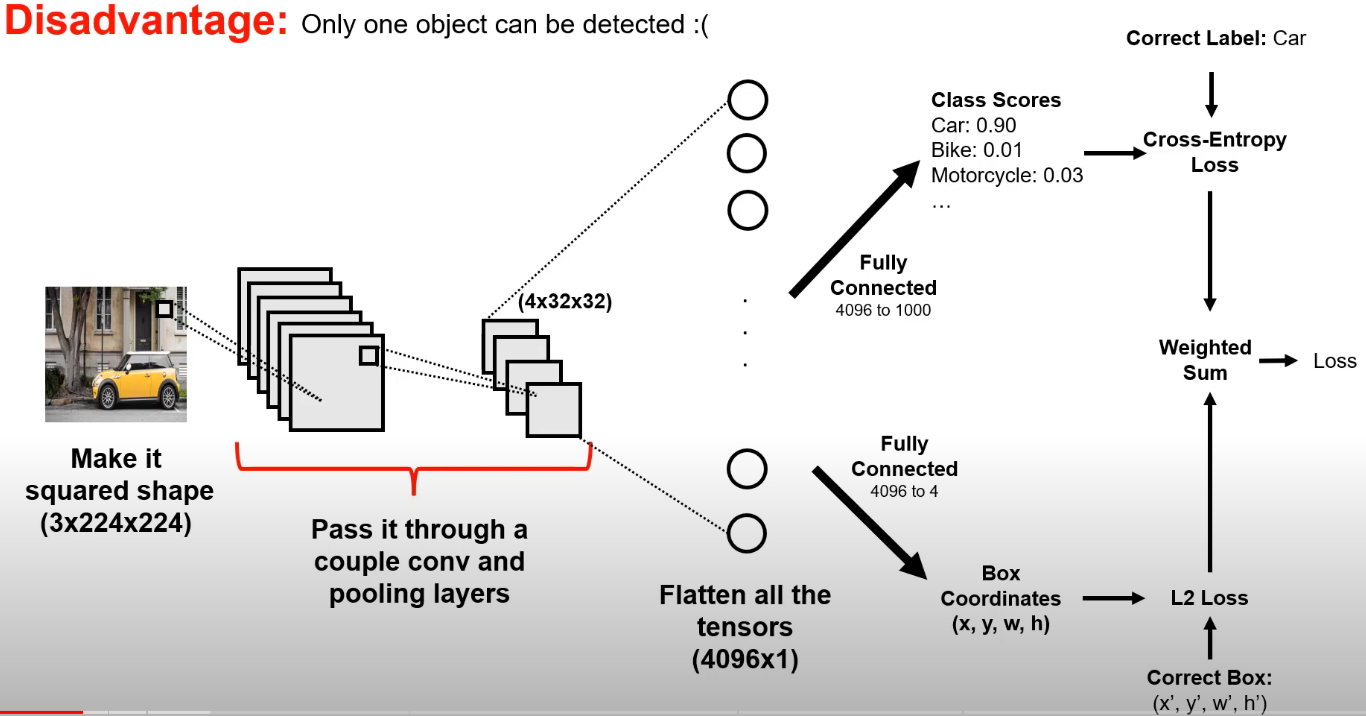 Disadvantage: Only one object can be detected :(
Correct Label: Car
Class Scores
Car: 0.90
Bike: 0.01
Motorcycle: 0.03
...
Cross-Entropy
Loss
Fully
Connected
4096 to 1000
(4x32x32)
Weighted
Sum
Loss
Make it
squared shape
(3x224x224)
Pass it through a
couple conv and
pooling layers
Flatten all the
tensors
(4096x1)
Fully
Connected
4096 to 4
Box
Coordinates
(x, y, w, h)
L2 Loss
Correct Box:
(x’, y’, w’, h’)